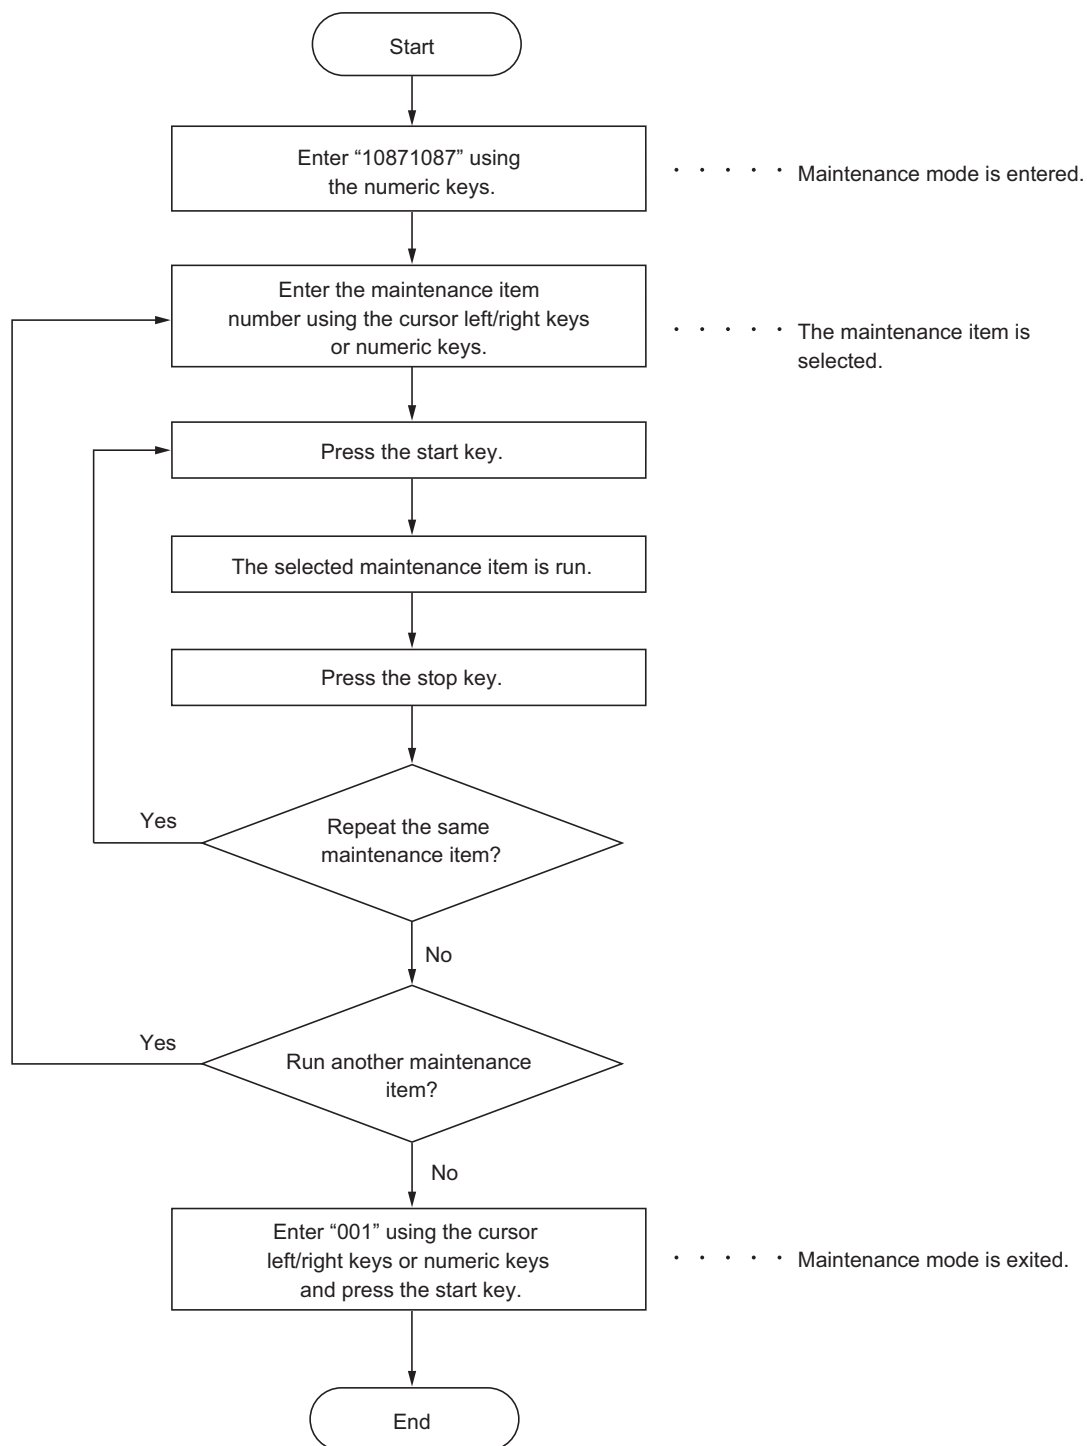 Start
Enter “10871087” using
the numeric keys.
· · · · · Maintenance mode is entered.
Enter the maintenance item
number using the cursor left/right keys
or numeric keys.
· · · · · The maintenance item is
selected.
Press the start key.
The selected maintenance item is run.
Press the stop key.
Yes
Repeat the same
maintenance item?
No
Yes
Run another maintenance
item?
No
Enter “001” using the cursor
left/right keys or numeric keys
and press the start key.
· · · · · Maintenance mode is exited.
End